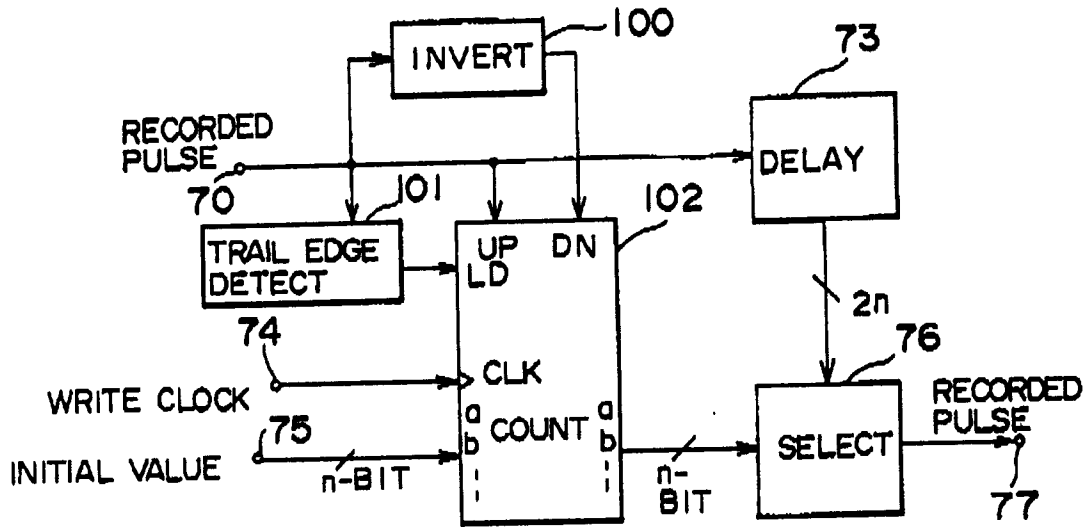 100
INVERT
73
RECORDED
PULSE
70
101
DELAY
102
TRAIL EDGE
DETECT
UP DN
LD
2n
74
76
WRITE CLOCK
CLK
RECORDED
PULSE
75
a
b
COUNT
a
b
SELECT
INITIAL VALUE
n-BIT
n-
BIT
77